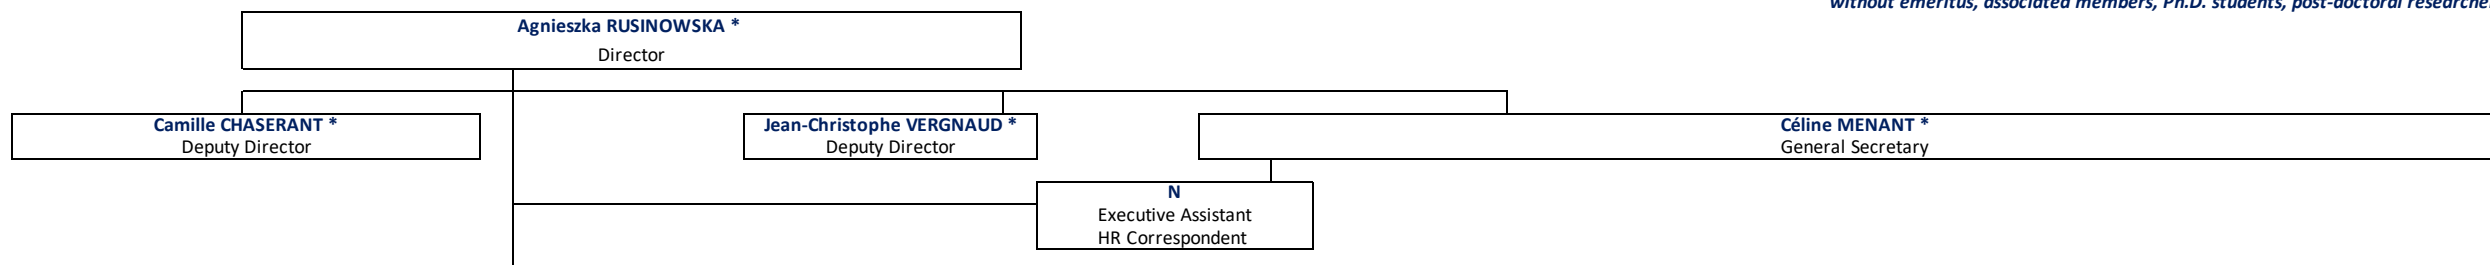 without emeritus, associated members, Ph.D. students, post-doctoral
Agnieszka RUSINOWSKA *
Director
Camille CHASERANT *
Deputy Director
Jean-Christophe VERGNAUD *
Deputy Director
Céline MENANT *
General Secretary
N
Executive Assistant
HR Correspondent